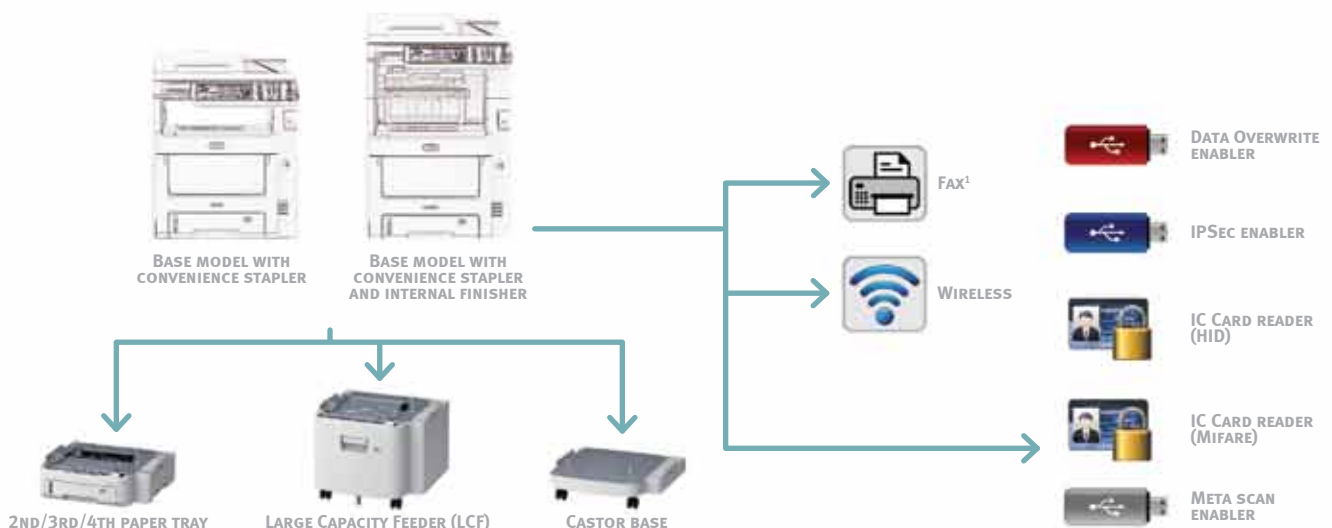 BASE MODEL WITH
CONVENIENCE STAPLER
BASE MODEL WITH
CONVENIENCE STAPLER
AND INTERNAL FINISHER
FAX¹
WIRELESS
DATA OVERWRITE
ENABLER
IPSEC ENABLER
IC CARD READER
(HID)
IC CARD READER
(MIFARE)
META SCAN
ENABLER
2ND/3RD/4TH PAPER TRAY
LARGE CAPACITY FEEDER (LCF)
CASTOR BASE